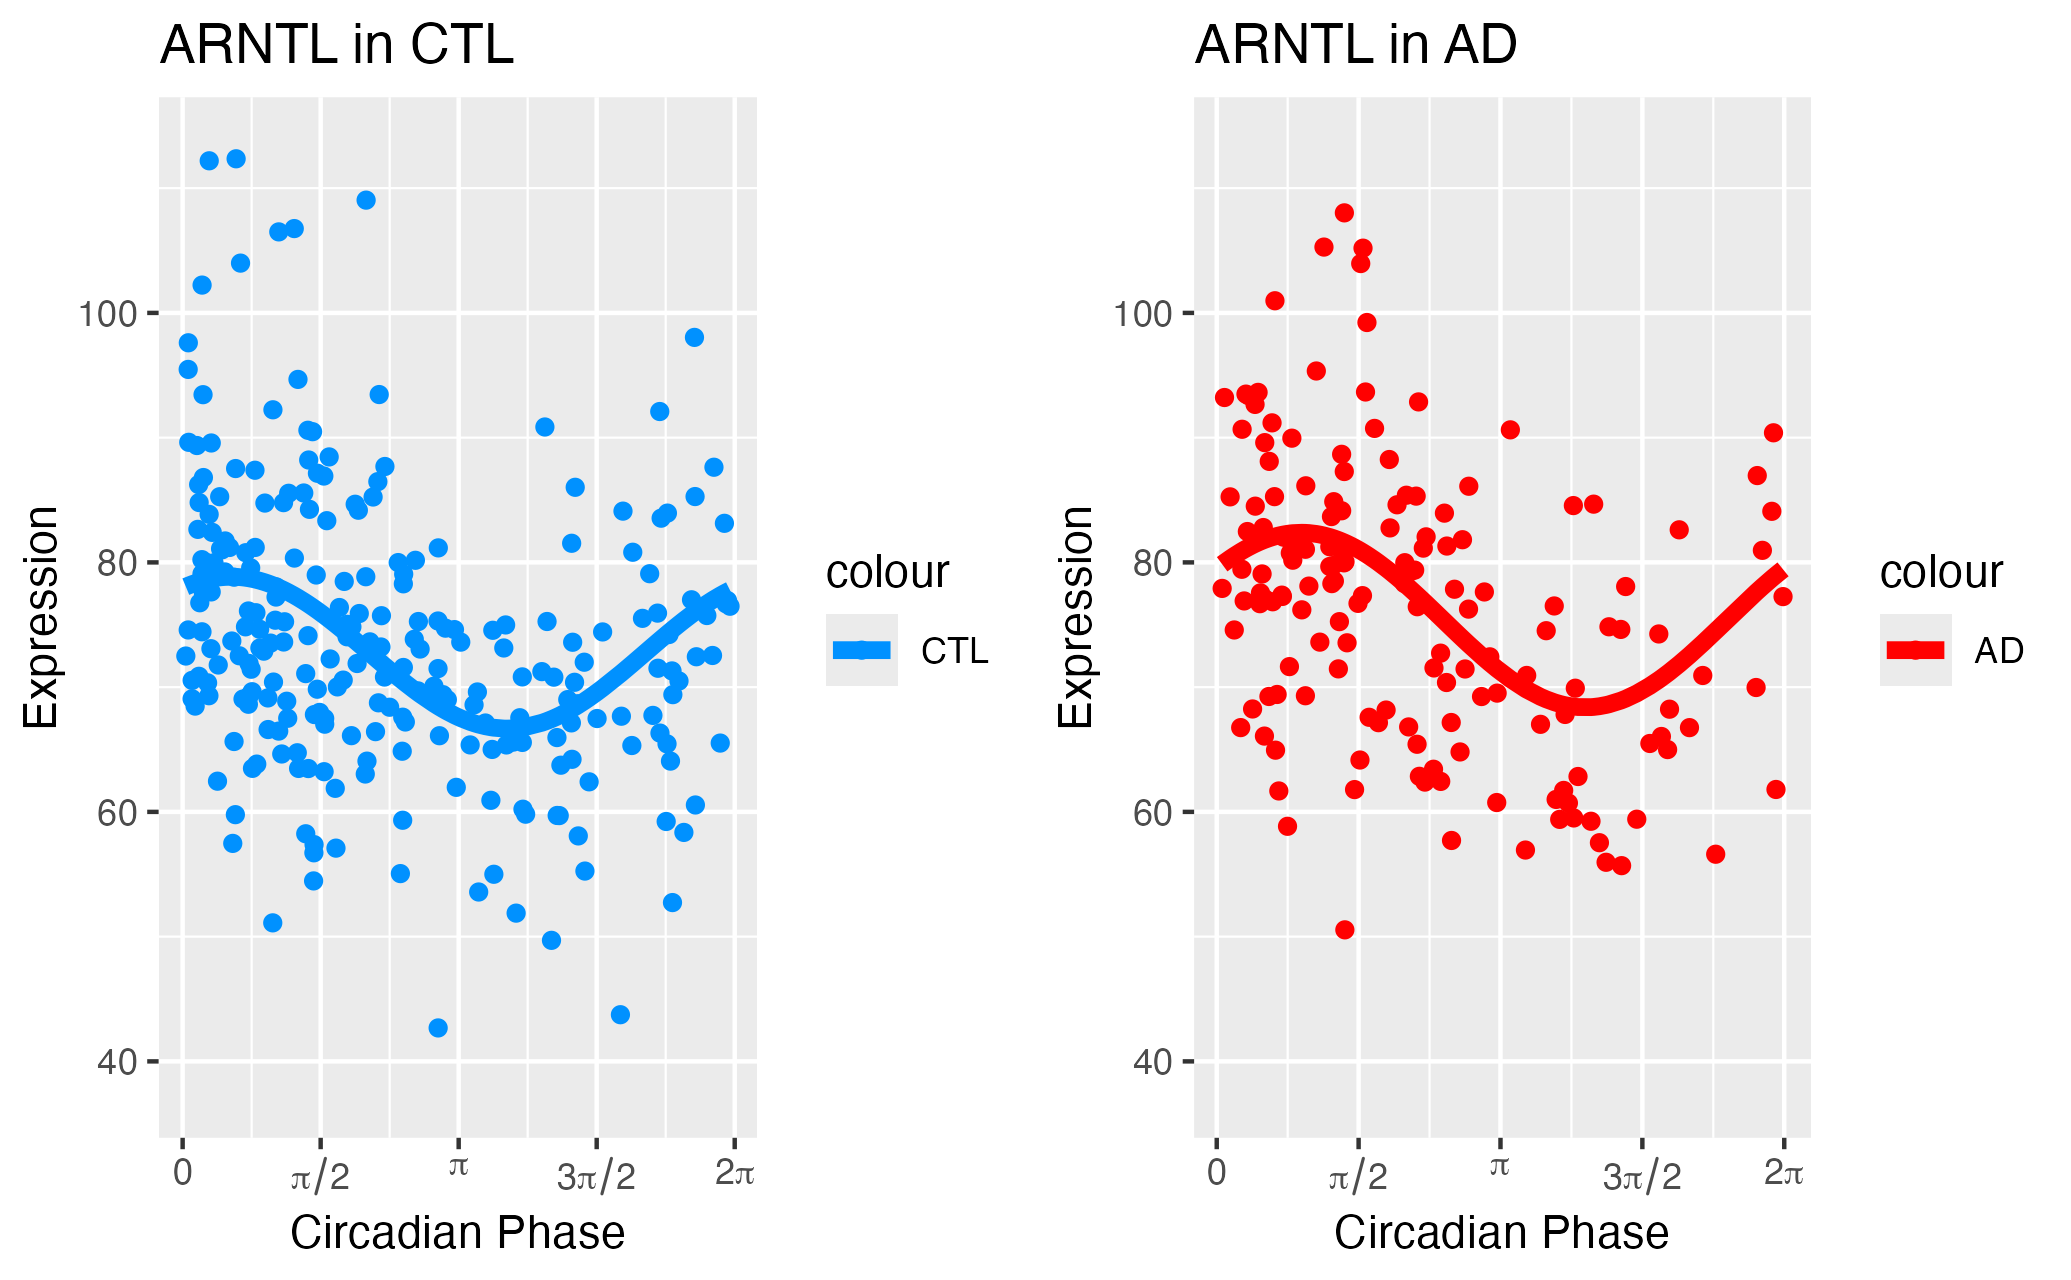 ARNTL in CTL
Expression
100
80
60
40
0
π/2
π
3π/2
2π
Circadian Phase
colour
CTL
ARNTL in AD
Expression
100
80
60
40
0
π/2
π
3π/2
2π
Circadian Phase
colour
AD